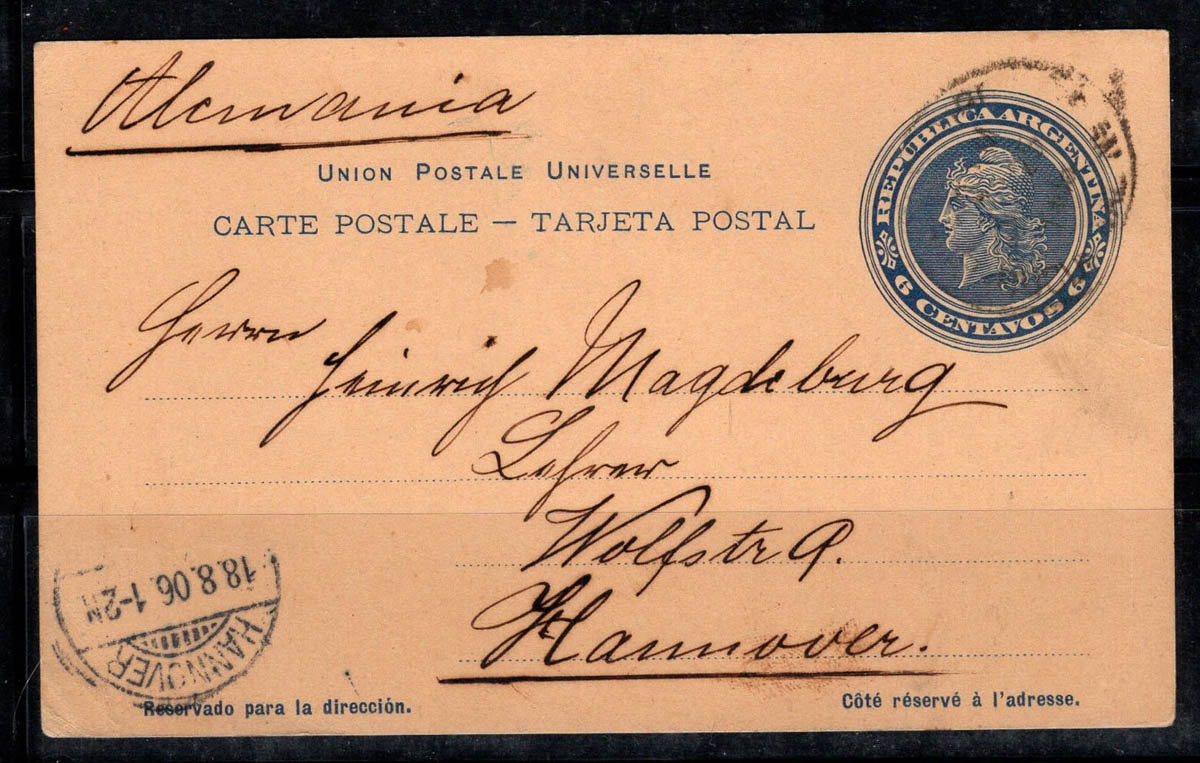 Alemania
UNION POSTALE UNIVERSELLE
CARTE POSTALE — TARJETA POSTAL
REPÚBLICA ARGENTINA
6 CENTAVOS 6
Herrn
Heinrich Magdeburg
Lehrer
Wolfstr 9.
Hannover.
18.8.06.1-2N
HANNOVER
Reservado para la dirección.
Côté réservé à l'adresse.